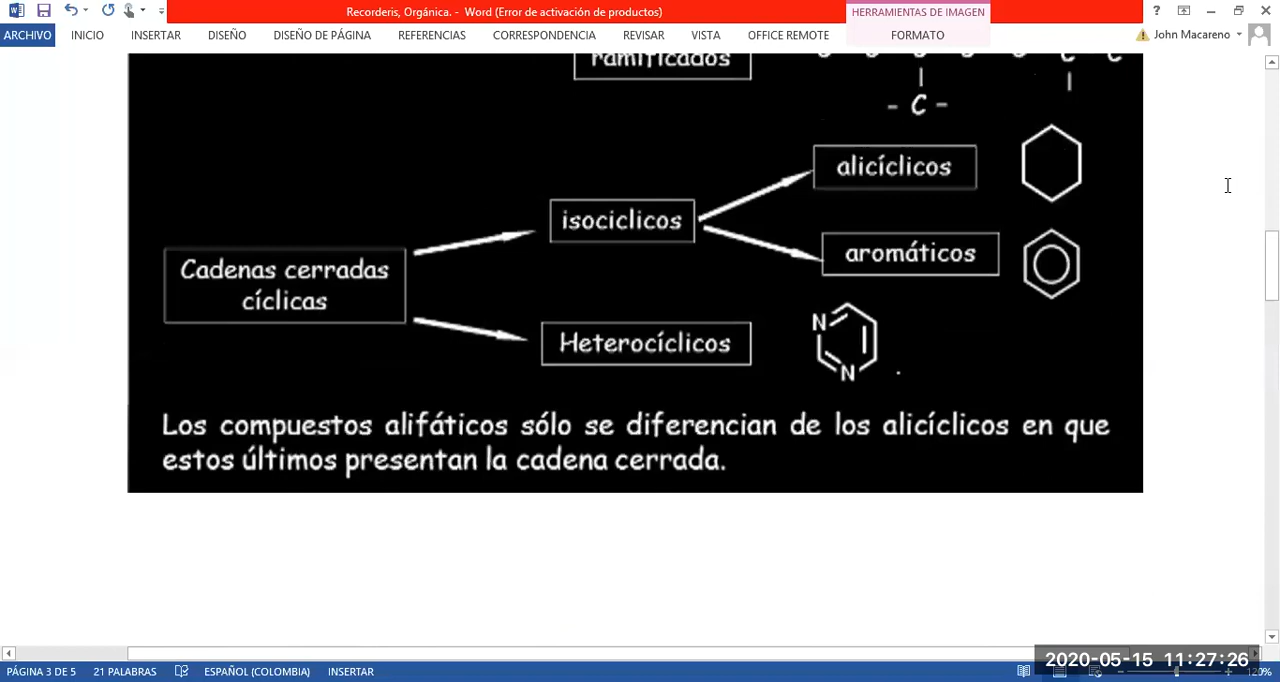 Recorderis, Orgánica. - Word (Error de activación de productos)
HERRAMIENTAS DE IMAGEN
?
ARCHIVO INICIO INSERTAR DISEÑO DISEÑO DE PÁGINA REFERENCIAS CORRESPONDENCIA REVISAR VISTA OFFICE REMOTE FORMATO John Macareno
ramificados
- C -
alicíclicos
isociclicos
aromáticos
Cadenas cerradas
cíclicas
Heterocíclicos
N
N
Los compuestos alifáticos sólo se diferencian de los alicíclicos en que
estos últimos presentan la cadena cerrada.
2020-05-15 11:27:26
PÁGINA 3 DE 5 21 PALABRAS ESPAÑOL (COLOMBIA) INSERTAR 120%